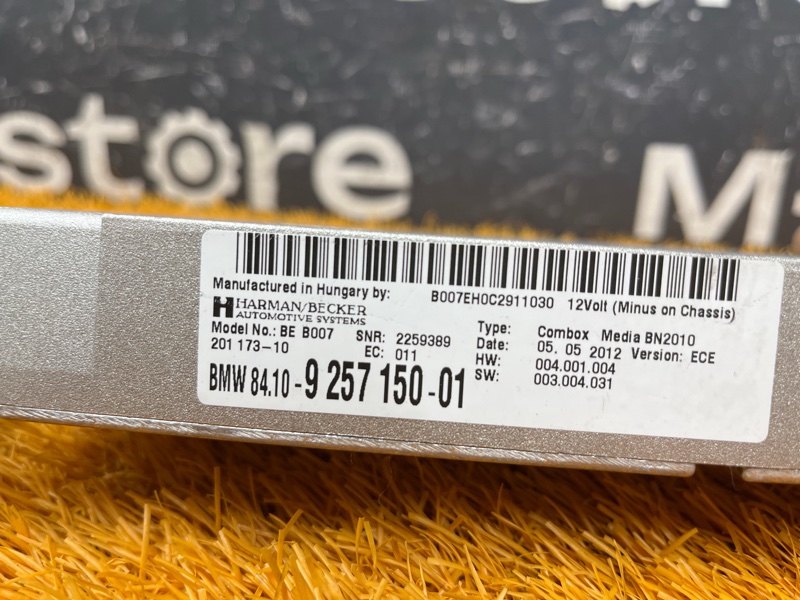 store
Manufactured in Hungary by:
B007EH0C2911030 12Volt (Minus on Chassis)
HARMAN/BECKER
AUTOMOTIVE SYSTEMS
Model No.: BE B007
201 173-10
SNR: 2259389
EC: 011
Type: Combox Media BN2010
Date: 05. 05 2012 Version: ECE
HW: 004.001.004
SW: 003.004.031
BMW 84.10-9 257 150-01